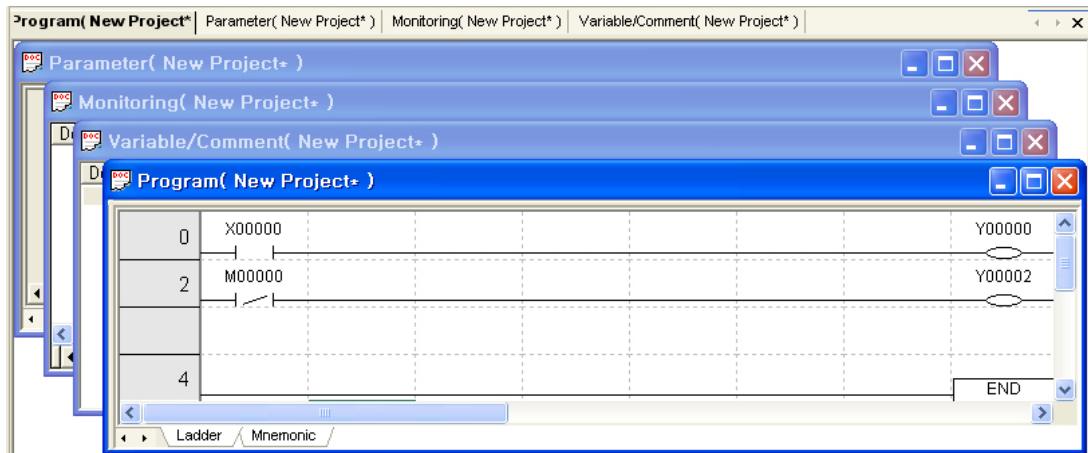 Program( New Project* Parameter( New Project* ) Monitoring( New Project* ) Variable/Comment( New Project* )
Parameter( New Project* )
Monitoring( New Project* )
Variable/Comment( New Project* )
Program( New Project* )
0 X00000 Y00000
2 M00000 Y00002
4 END
Ladder Mnemonic